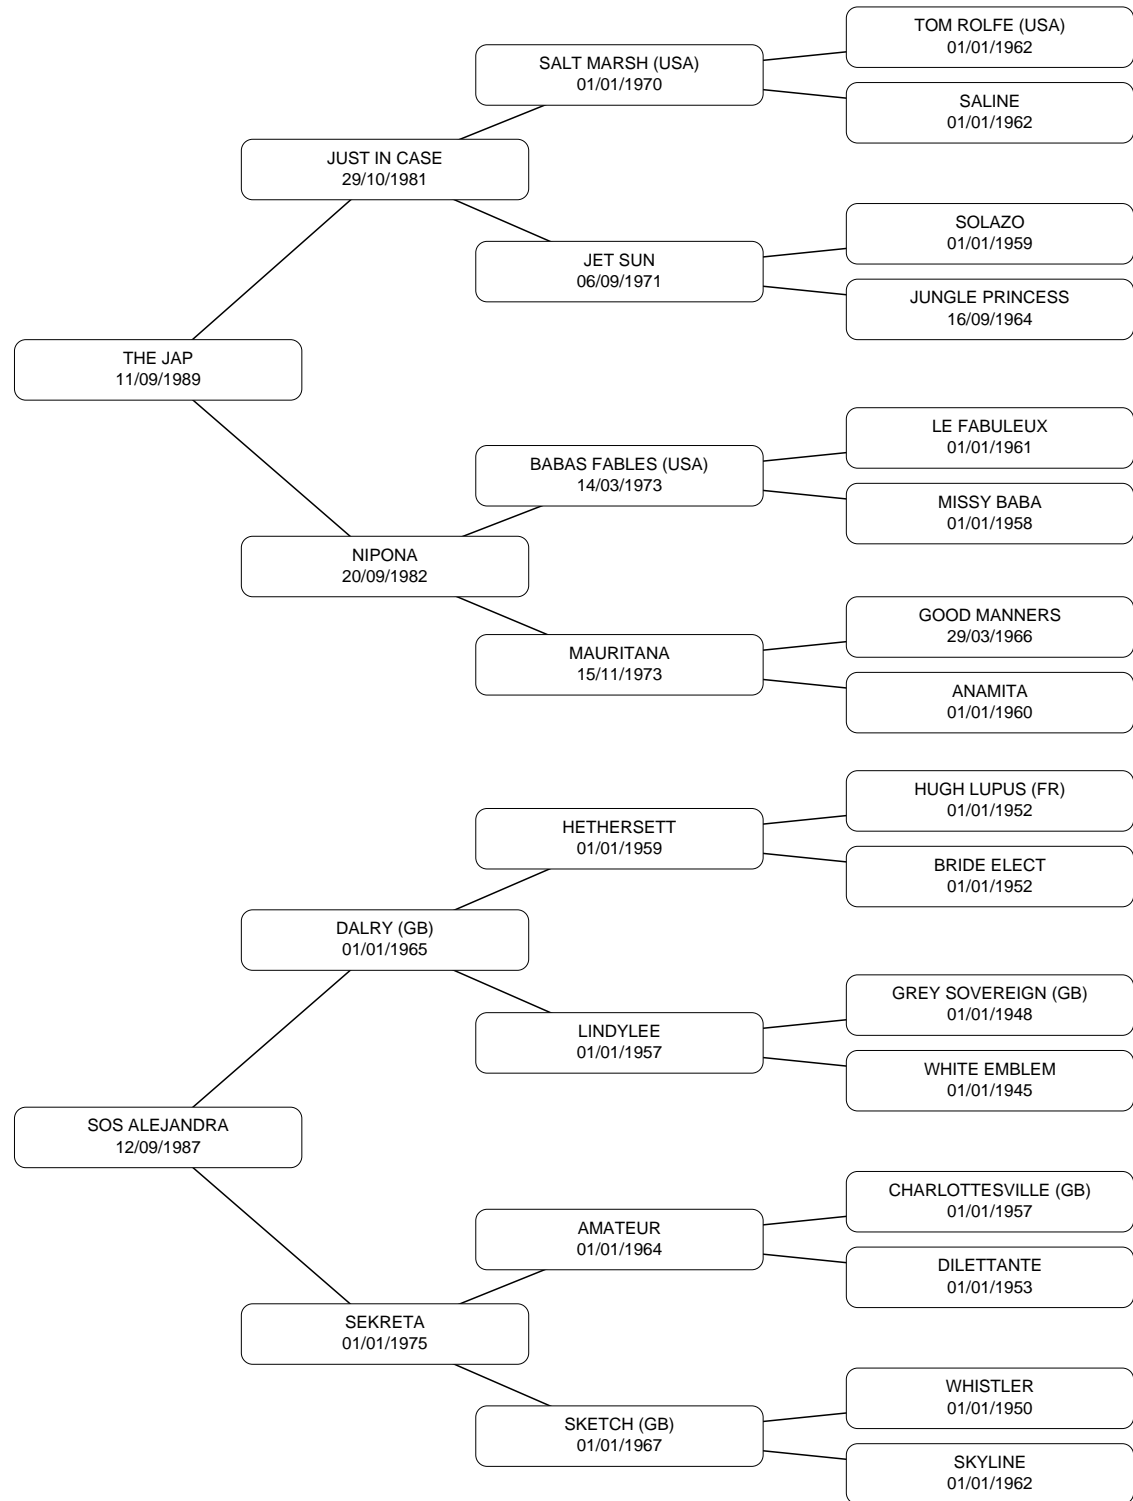 TOM ROLFE (USA)
01/01/1962
SALT MARSH (USA)
01/01/1970
SALINE
01/01/1962
JUST IN CASE
29/10/1981
SOLAZO
01/01/1959
JET SUN
06/09/1971
JUNGLE PRINCESS
16/09/1964
THE JAP
11/09/1989
LE FABULEUX
01/01/1961
BABAS FABLES (USA)
14/03/1973
MISSY BABA
01/01/1958
NIPONA
20/09/1982
GOOD MANNERS
29/03/1966
MAURITANA
15/11/1973
ANAMITA
01/01/1960
HUGH LUPUS (FR)
01/01/1952
HETHERSETT
01/01/1959
BRIDE ELECT
01/01/1952
DALRY (GB)
01/01/1965
GREY SOVEREIGN (GB)
01/01/1948
LINDYLEE
01/01/1957
WHITE EMBLEM
01/01/1945
SOS ALEJANDRA
12/09/1987
CHARLOTTESVILLE (GB)
01/01/1957
AMATEUR
01/01/1964
DILETTANTE
01/01/1953
SEKRETA
01/01/1975
WHISTLER
01/01/1950
SKETCH (GB)
01/01/1967
SKYLINE
01/01/1962